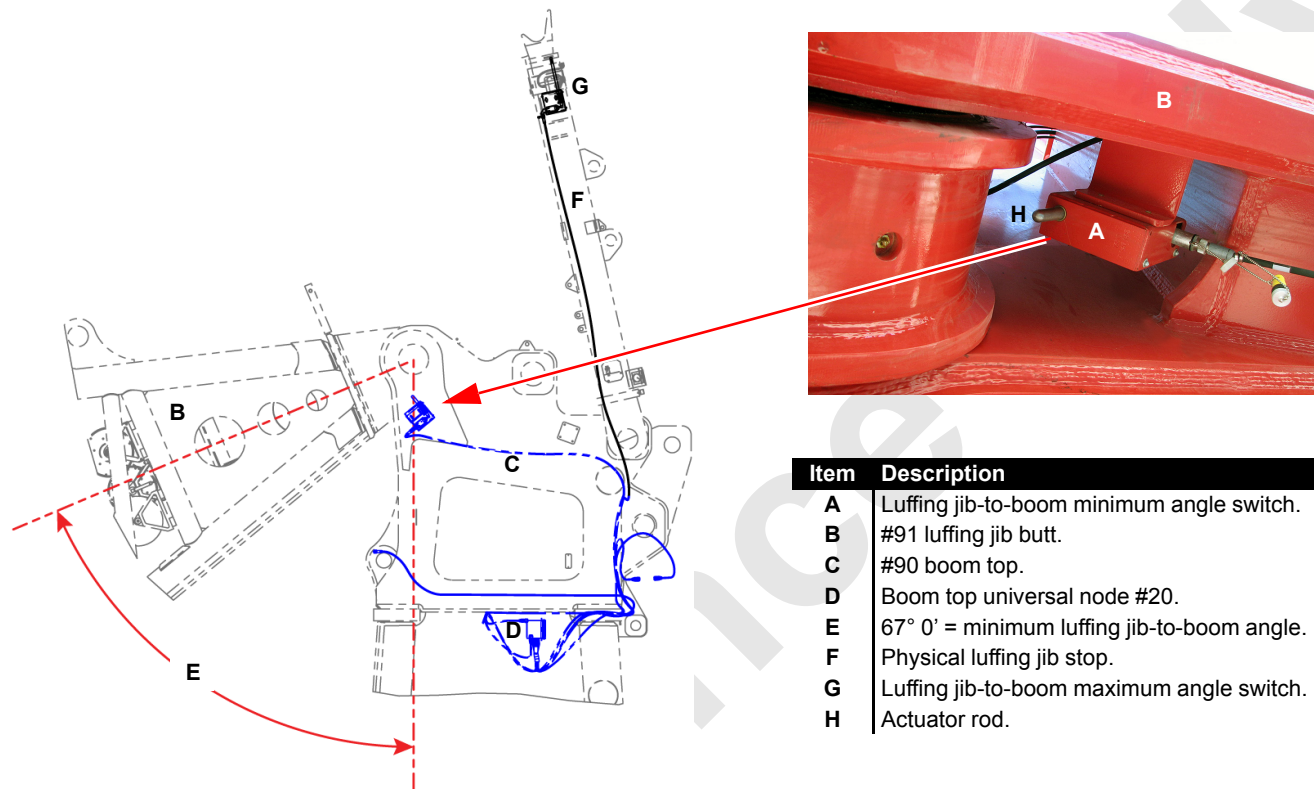 G
F
B
C
D
E
B
H
A
Item Description
A Luffing jib-to-boom minimum angle switch.
B #91 luffing jib butt.
C #90 boom top.
D Boom top universal node #20.
E 67° 0’ = minimum luffing jib-to-boom angle.
F Physical luffing jib stop.
G Luffing jib-to-boom maximum angle switch.
H Actuator rod.